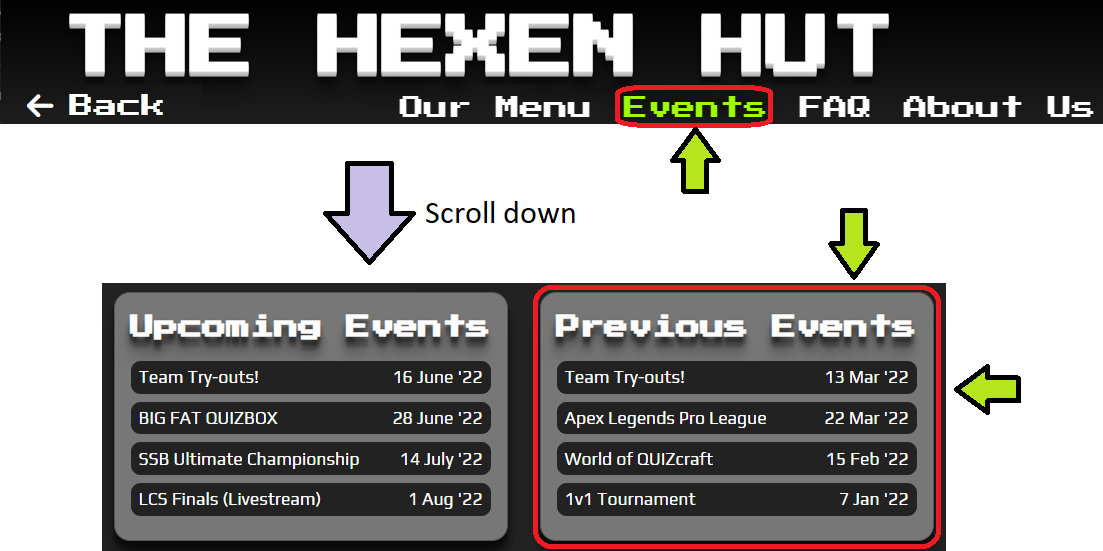 THE HEXEN HUT
← Back Our Menu Events FAQ About Us
Scroll down
Upcoming Events
Team Try-outs! 16 June '22
BIG FAT QUIZBOX 28 June '22
SSB Ultimate Championship 14 July '22
LCS Finals (Livestream) 1 Aug '22
Previous Events
Team Try-outs! 13 Mar '22
Apex Legends Pro League 22 Mar '22
World of QUIZcraft 15 Feb '22
1v1 Tournament 7 Jan '22